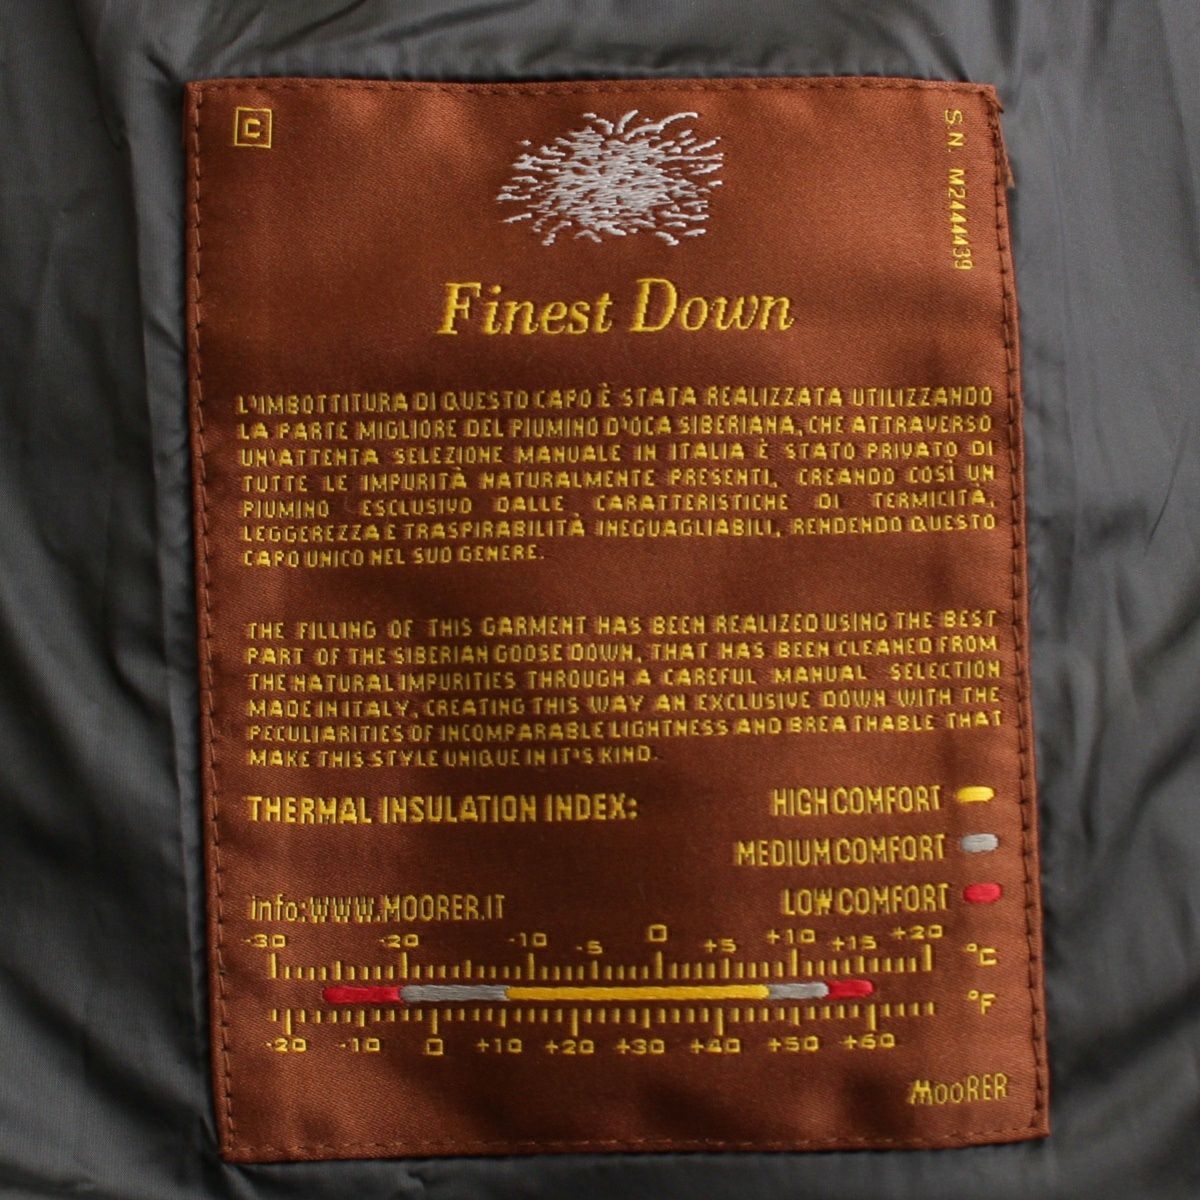 C
S.N. M2444439
Finest Down
L'IMBOTTITURA DI QUESTO CAPO È STATA REALIZZATA UTILIZZANDO
LA PARTE MIGLIORE DEL PIUMINO D'OCA SIBERIANA, CHE ATTRAVERSO
UN'ATTENTA SELEZIONE MANUALE IN ITALIA È STATO PRIVATO DI
TUTTE LE IMPURITÀ NATURALMENTE PRESENTI, CREANDO COSÌ UN
PIUMINO ESCLUSIVO DALLE CARATTERISTICHE DI TERMICITÀ,
LEGGEREZZA E TRASPIRABILITÀ INEGUAGLIABILI, RENDENDO QUESTO
CAPO UNICO NEL SUO GENERE.
THE FILLING OF THIS GARMENT HAS BEEN REALIZED USING THE BEST
PART OF THE SIBERIAN GOOSE DOWN, THAT HAS BEEN CLEANED FROM
THE NATURAL IMPURITIES THROUGH A CAREFUL MANUAL SELECTION
MADE IN ITALY, CREATING THIS WAY AN EXCLUSIVE DOWN WITH THE
PECULIARITIES OF INCOMPARABLE LIGHTNESS AND BREATHABLE THAT
MAKE THIS STYLE UNIQUE IN IT'S KIND.
THERMAL INSULATION INDEX: HIGH COMFORT
MEDIUM COMFORT
info: WWW.MOORER.IT LOW COMFORT
-30 -20 -10 -5 0 +5 +10 +15 +20 °C
-20 -10 0 +10 +20 +30 +40 +50 +60 °F
MOORER